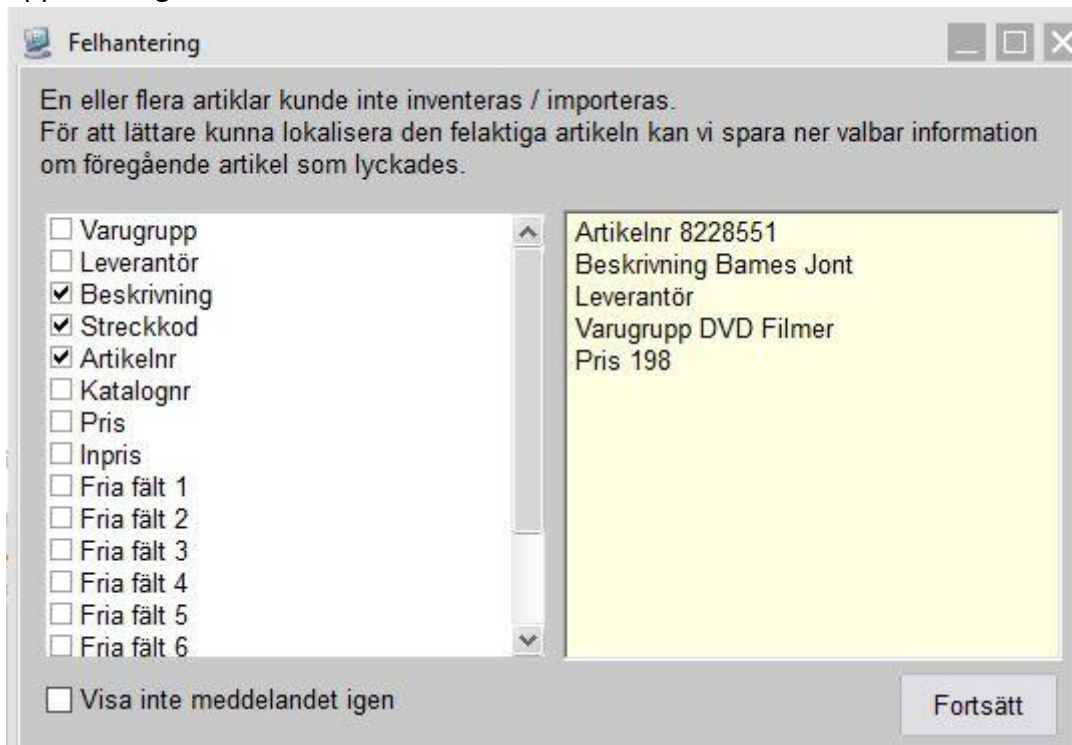 Felhantering
En eller flera artiklar kunde inte inventeras / importeras.
För att lättare kunna lokalisera den felaktiga artikeln kan vi spara ner valbar information
om föregående artikel som lyckades.
Varugrupp
Leverantör
Beskrivning
Streckkod
Artikelnr
Katalognr
Pris
Inpris
Fria fält 1
Fria fält 2
Fria fält 3
Fria fält 4
Fria fält 5
Fria fält 6
Artikelnr 8228551
Beskrivning Bames Jont
Leverantör
Varugrupp DVD Filmer
Pris 198
Visa inte meddelandet igen
Fortsätt